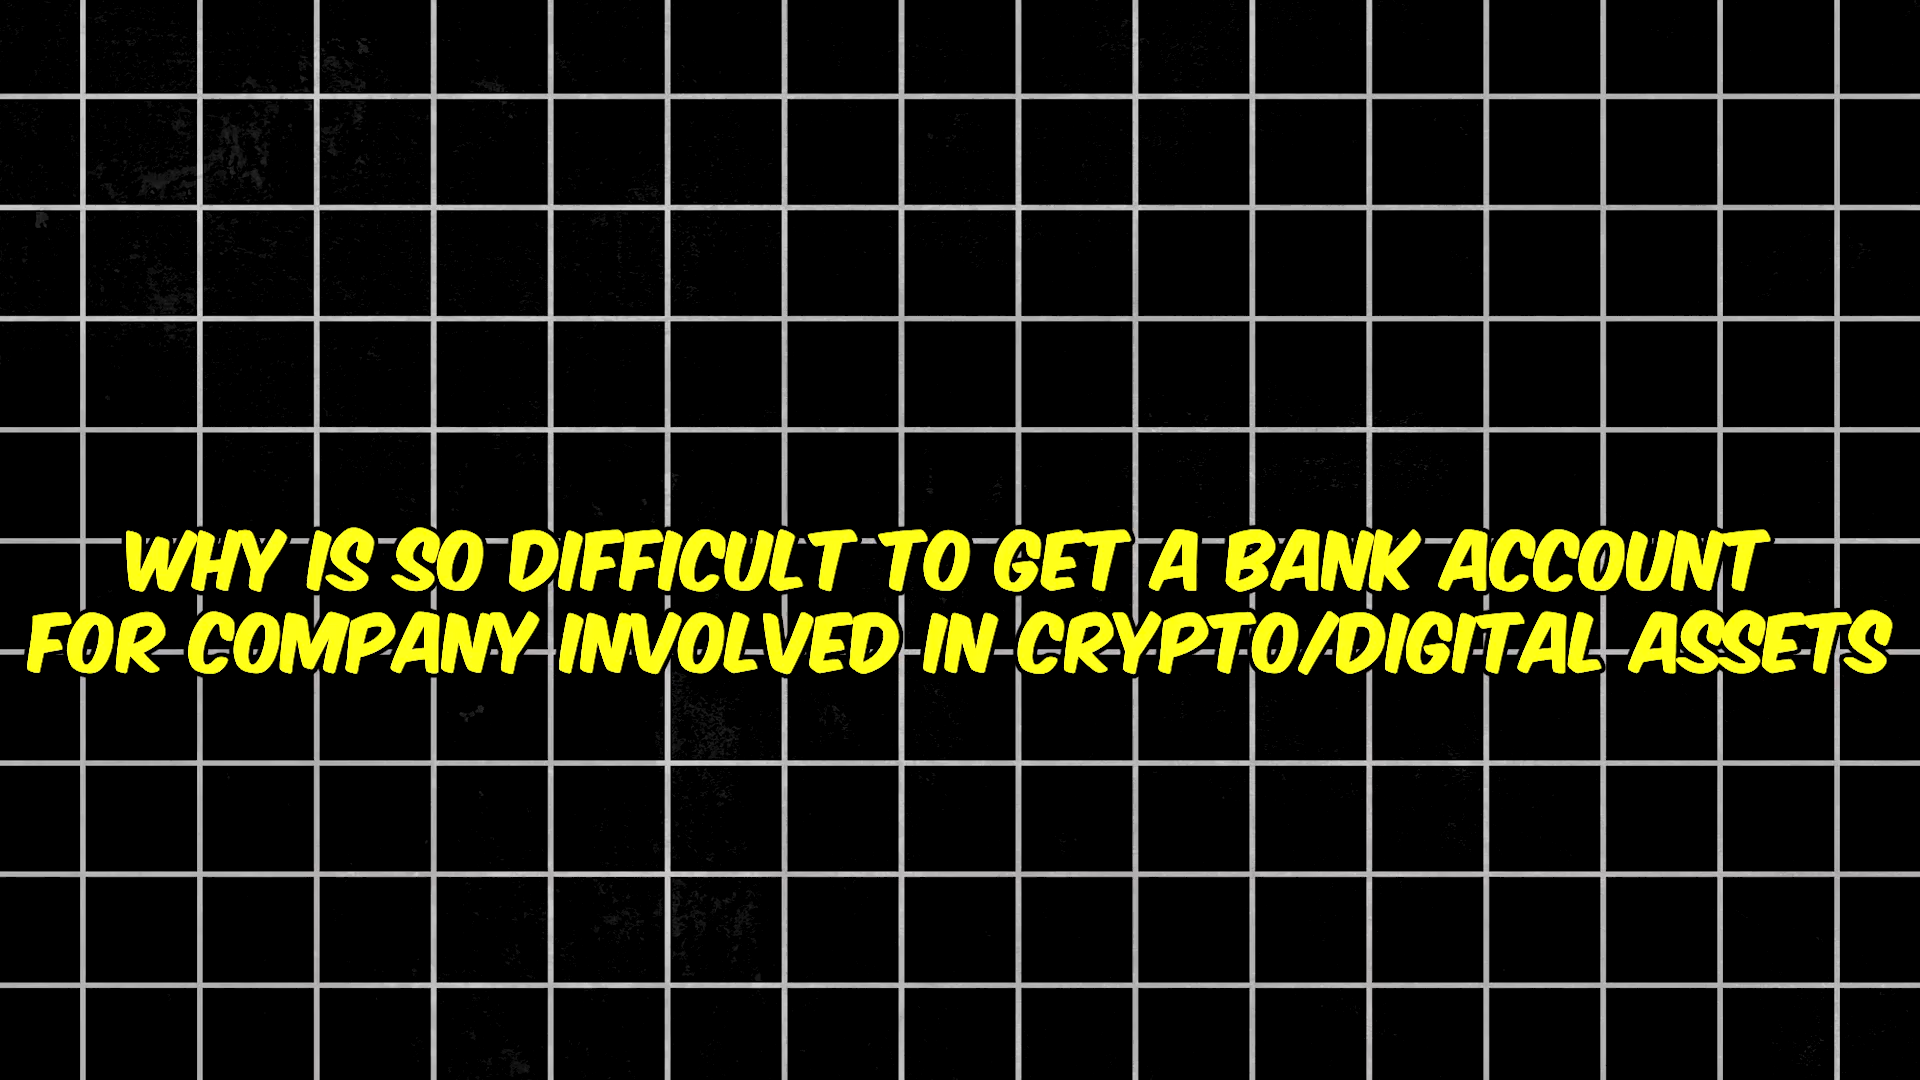 WHY IS SO DIFFICULT TO GET A BANK ACCOUNT
FOR COMPANY INVOLVED IN CRYPTO/DIGITAL ASSETS